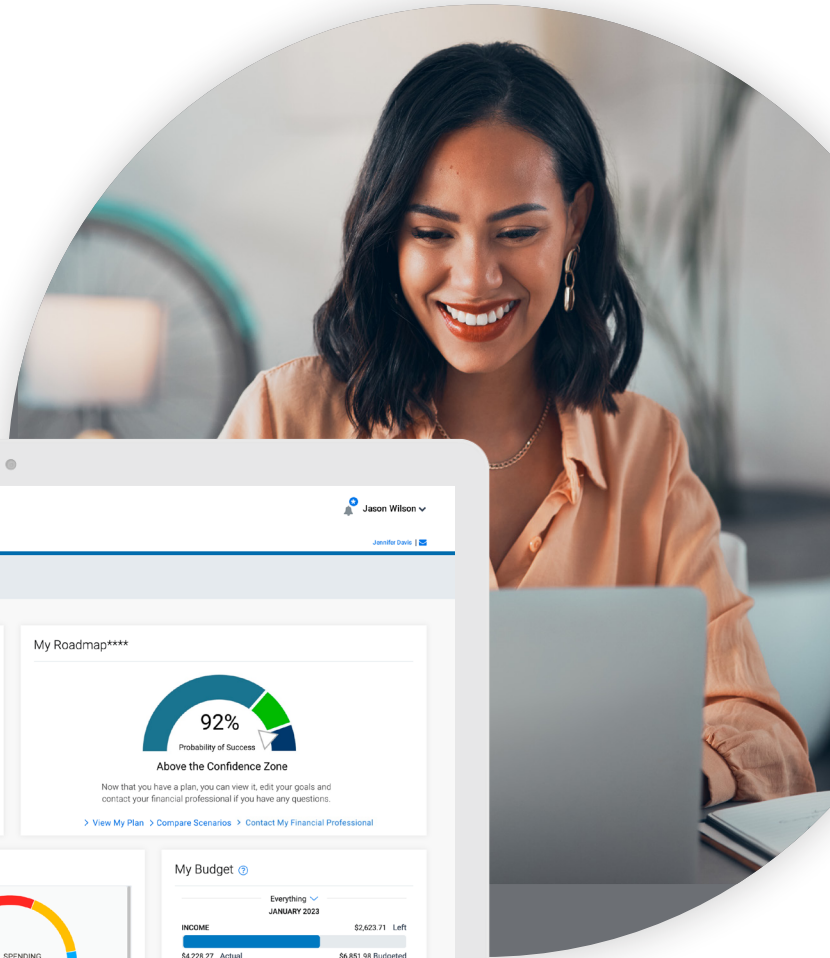 Jason Wilson
Jennifer Davis |
My Roadmap****
92%
Probability of Success
Above the Confidence Zone
Now that you have a plan, you can view it, edit your goals and
contact your financial professional if you have any questions.
> View My Plan > Compare Scenarios > Contact My Financial Professional
SPENDING
My Budget ?
Everything
JANUARY 2023
INCOME $2,623.71 Left
$4,228.27 Actual $6,851.98 Budgeted